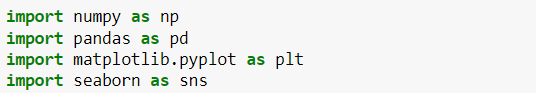 import numpy as np
import pandas as pd
import matplotlib.pyplot as plt
import seaborn as sns